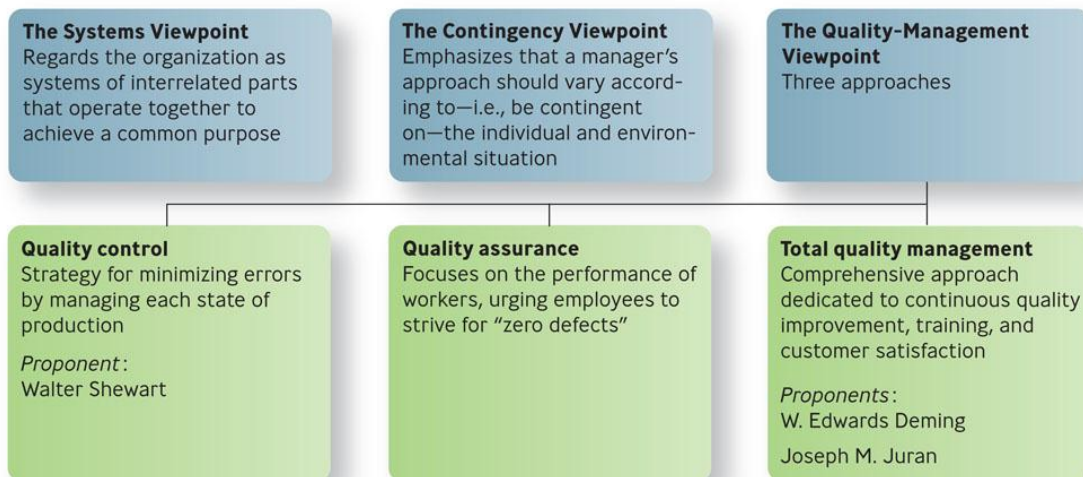 The Systems Viewpoint
Regards the organization as
systems of interrelated parts
that operate together to
achieve a common purpose
The Contingency Viewpoint
Emphasizes that a manager's
approach should vary accord-
ing to—i.e., be contingent
on—the individual and environ-
mental situation
The Quality-Management
Viewpoint
Three approaches
Quality control
Strategy for minimizing errors
by managing each state of
production
Proponent:
Walter Shewart
Quality assurance
Focuses on the performance of
workers, urging employees to
strive for “zero defects”
Total quality management
Comprehensive approach
dedicated to continuous quality
improvement, training, and
customer satisfaction
Proponents:
W. Edwards Deming
Joseph M. Juran